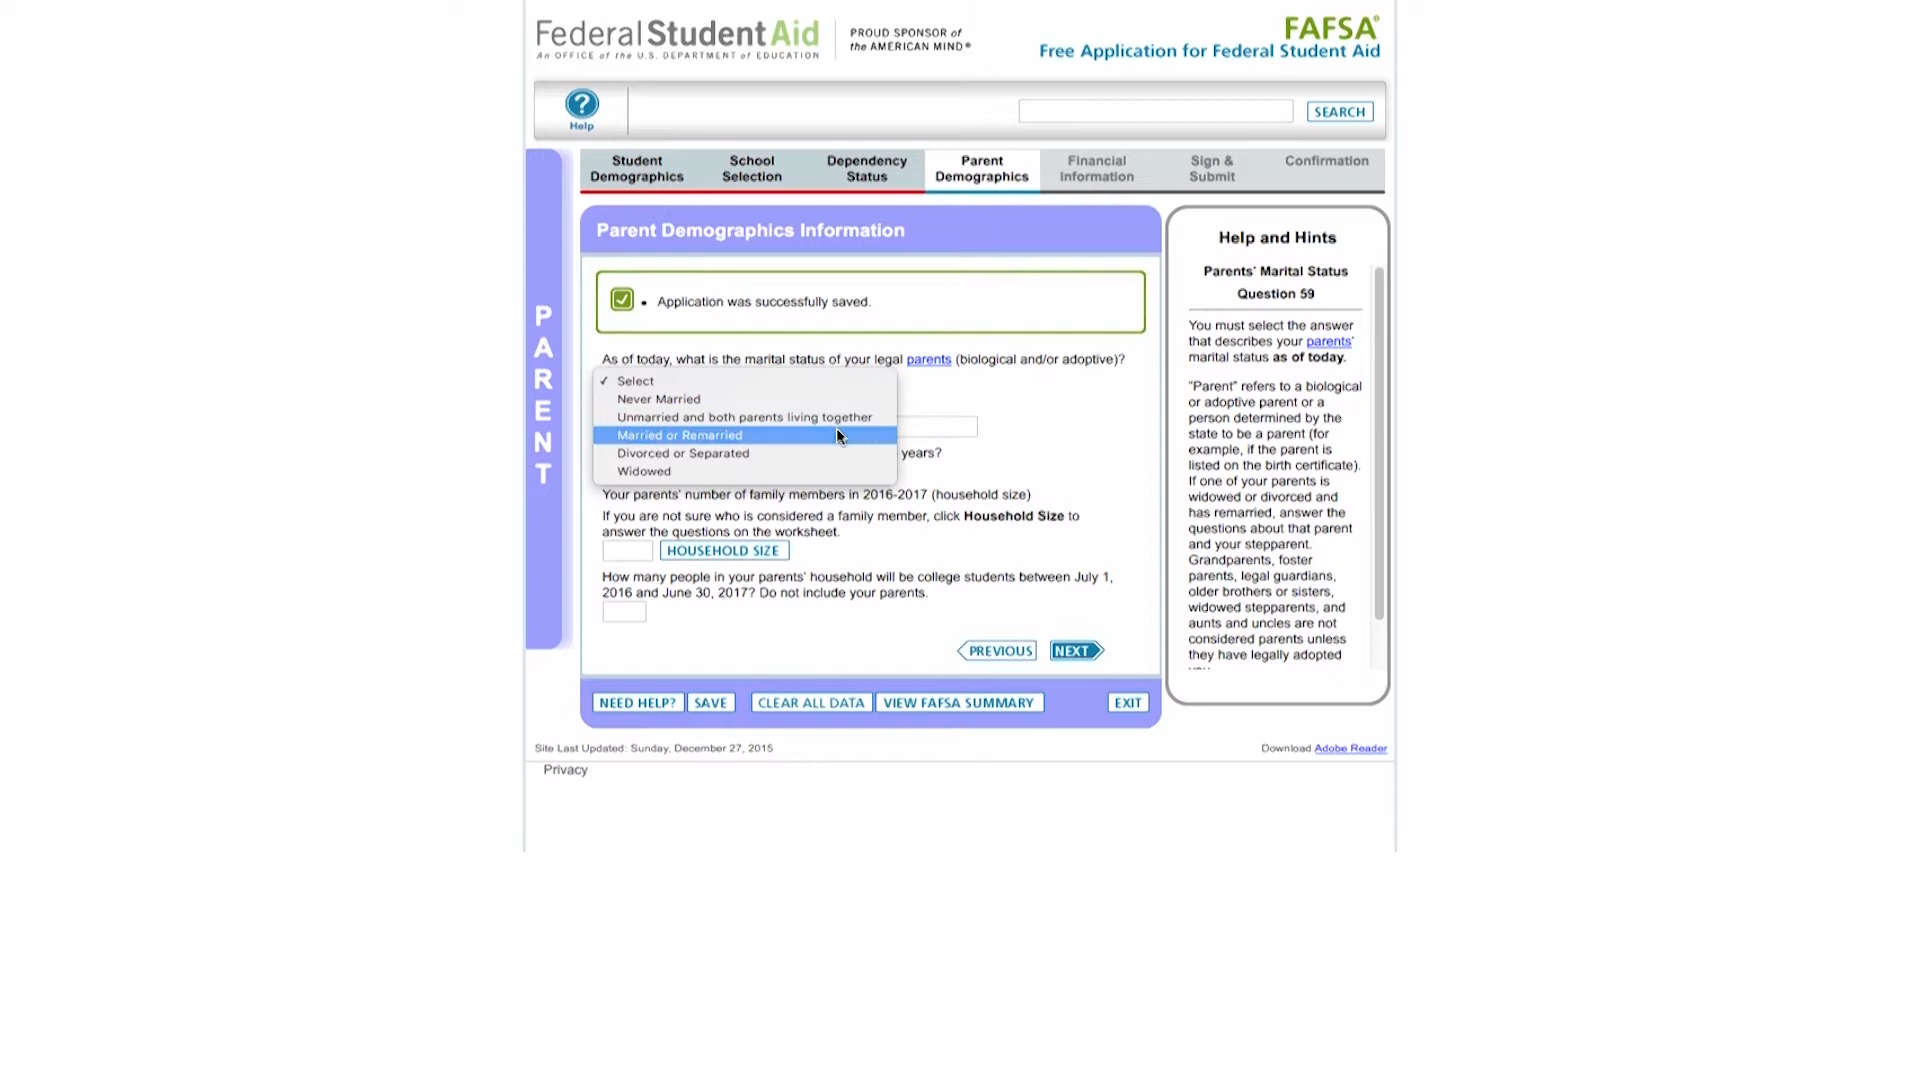 Federal Student Aid
An OFFICE of the U.S. DEPARTMENT of EDUCATION
PROUD SPONSOR of
the AMERICAN MIND®
FAFSA®
Free Application for Federal Student Aid
?
Help
SEARCH
Student
Demographics
School
Selection
Dependency
Status
Parent
Demographics
Financial
Information
Sign &
Submit
Confirmation
PARENT
Parent Demographics Information
• Application was successfully saved.
As of today, what is the marital status of your legal parents (biological and/or adoptive)?
✓ Select
Never Married
Unmarried and both parents living together
Married or Remarried
Divorced or Separated
Widowed
years?
Your parents' number of family members in 2016-2017 (household size)
If you are not sure who is considered a family member, click Household Size to
answer the questions on the worksheet.
HOUSEHOLD SIZE
How many people in your parents' household will be college students between July 1,
2016 and June 30, 2017? Do not include your parents.
PREVIOUS
NEXT
NEED HELP?
SAVE
CLEAR ALL DATA
VIEW FAFSA SUMMARY
EXIT
Help and Hints
Parents' Marital Status
Question 59
You must select the answer
that describes your parents'
marital status as of today.
"Parent" refers to a biological
or adoptive parent or a
person determined by the
state to be a parent (for
example, if the parent is
listed on the birth certificate).
If one of your parents is
widowed or divorced and
has remarried, answer the
questions about that parent
and your stepparent.
Grandparents, foster
parents, legal guardians,
older brothers or sisters,
widowed stepparents, and
aunts and uncles are not
considered parents unless
they have legally adopted
Site Last Updated: Sunday, December 27, 2015
Download Adobe Reader
Privacy